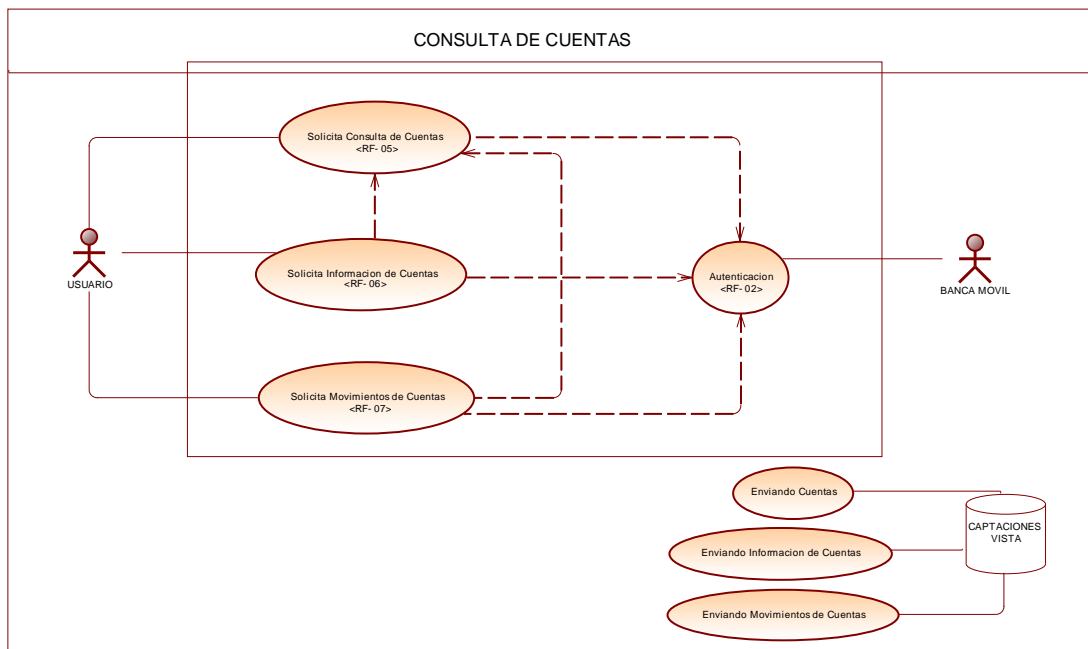 CONSULTA DE CUENTAS
Solicita Consulta de Cuentas
<RF- 05>
USUARIO
Solicita Informacion de Cuentas
<RF- 06>
Autenticacion
<RF- 02>
BANCA MOVIL
Solicita Movimientos de Cuentas
<RF- 07>
Enviando Cuentas
CAPTACIONES
VISTA
Enviando Informacion de Cuentas
Enviando Movimientos de Cuentas